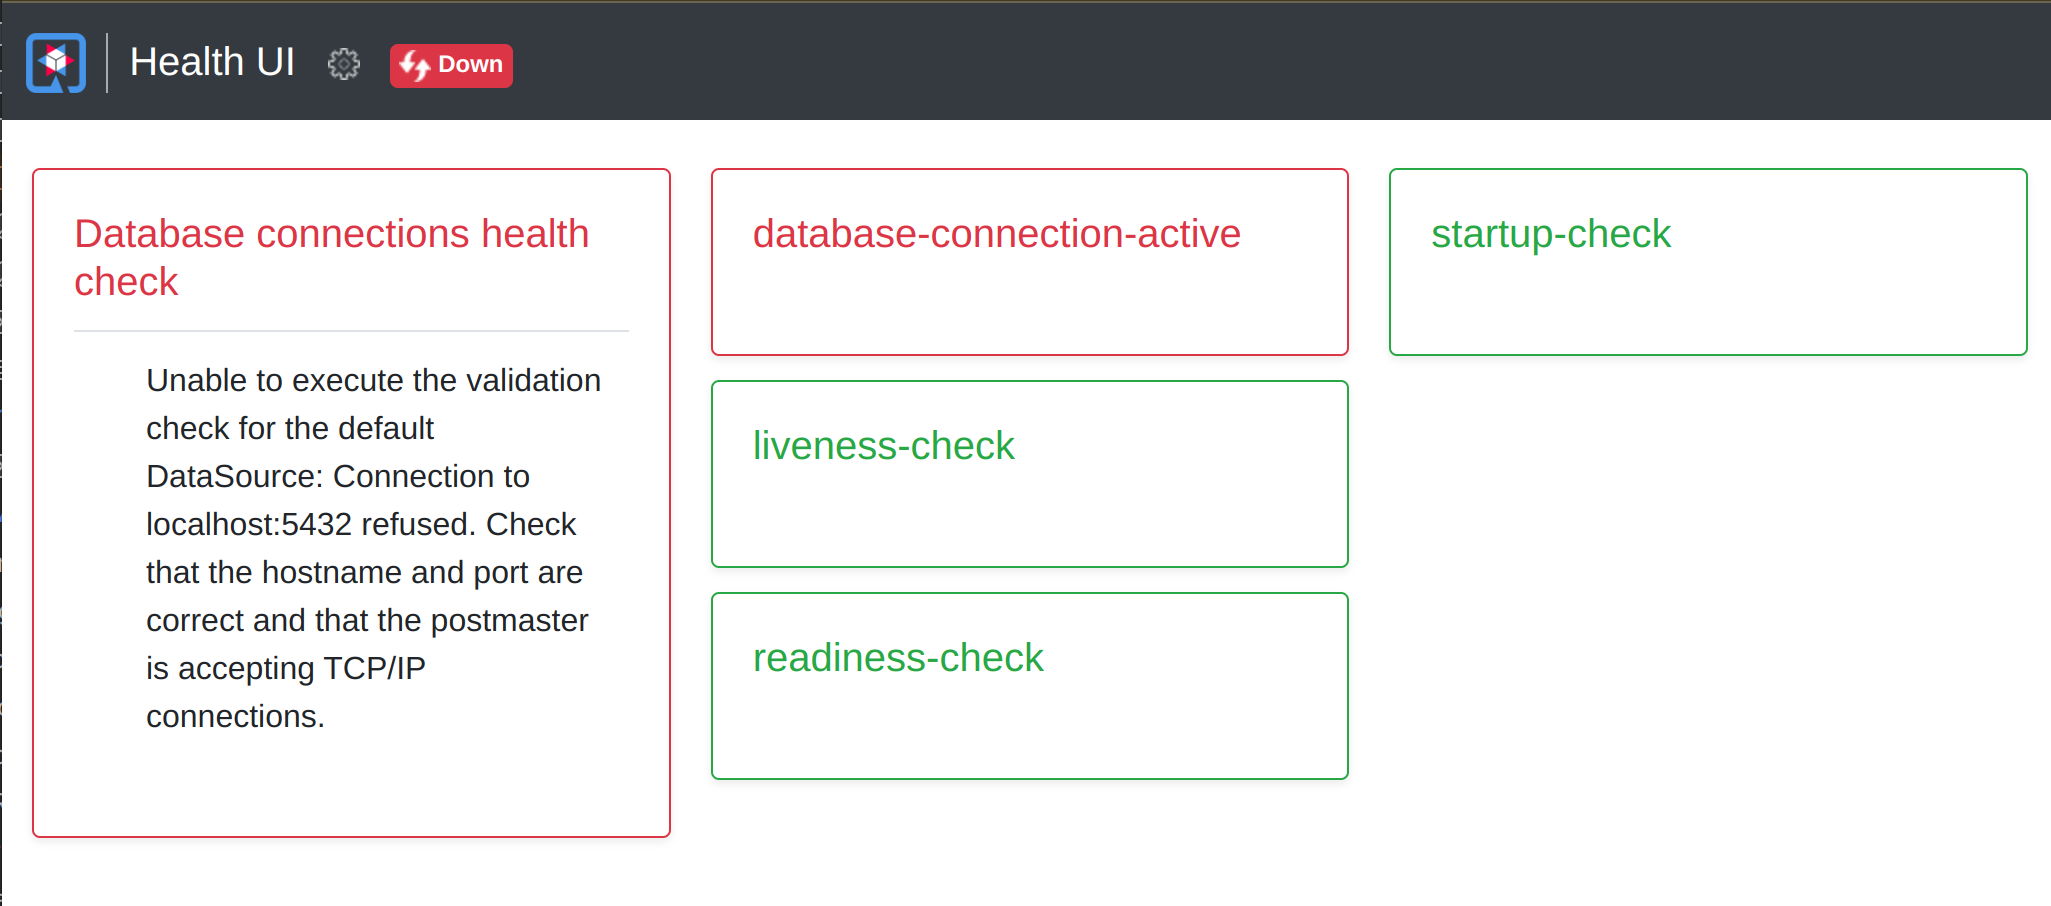 Health UI
Down
Database connections health
check
Unable to execute the validation
check for the default
DataSource: Connection to
localhost:5432 refused. Check
that the hostname and port are
correct and that the postmaster
is accepting TCP/IP
connections.
database-connection-active
liveness-check
readiness-check
startup-check